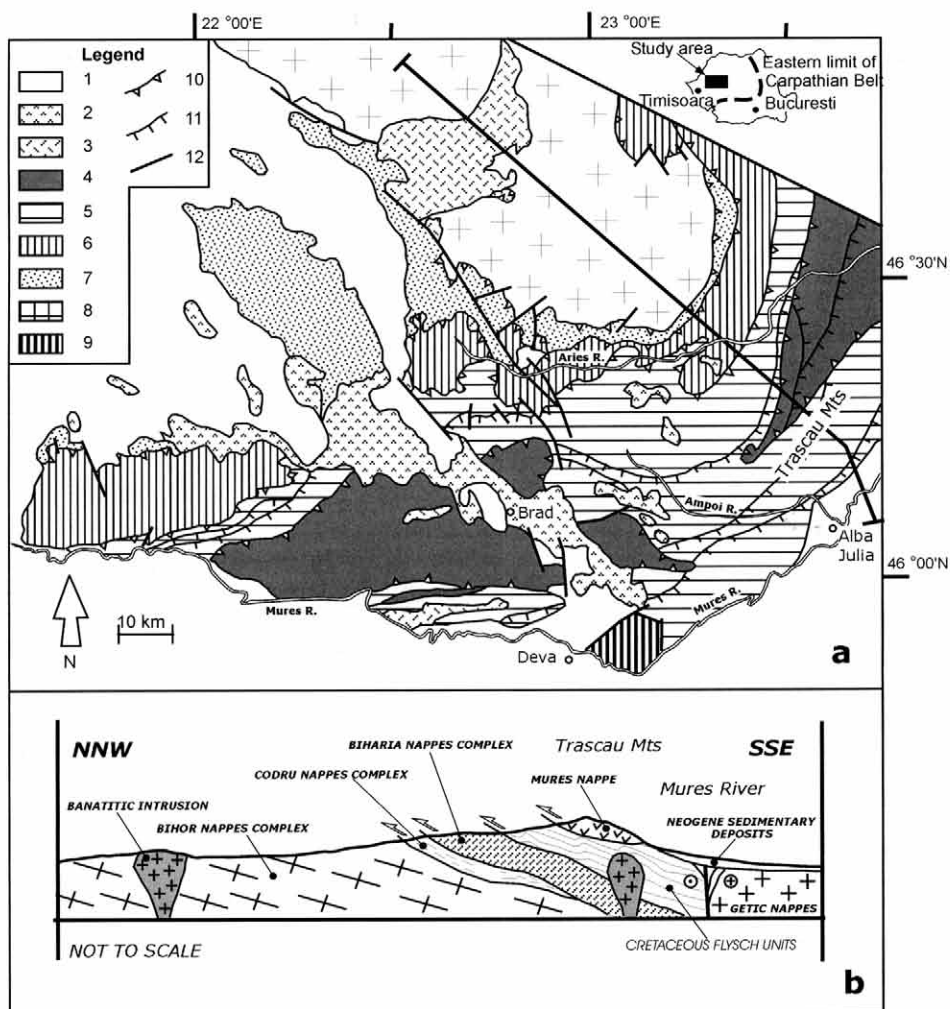 22 °00'E
23 °00'E
Legend
1
2
3
4
5
6
7
8
9
10
11
12
Study area
Eastern limit of
Carpathian Belt
Timisoara
Bucuresti
46 °30'N
Aries R.
Trascau Mts
Ampoi R.
Brad
Alba
Julia
46 °00'N
Mures R.
Mures R.
10 km
N
Deva
a
NNW
BIHARIA NAPPES COMPLEX
Trascau Mts
SSE
CODRU NAPPES COMPLEX
MURES NAPPE
Mures River
BANATITIC INTRUSION
NEOGENE SEDIMENTARY
DEPOSITS
BIHOR NAPPES COMPLEX
GETIC NAPPES
NOT TO SCALE
CRETACEOUS FLYSCH UNITS
b